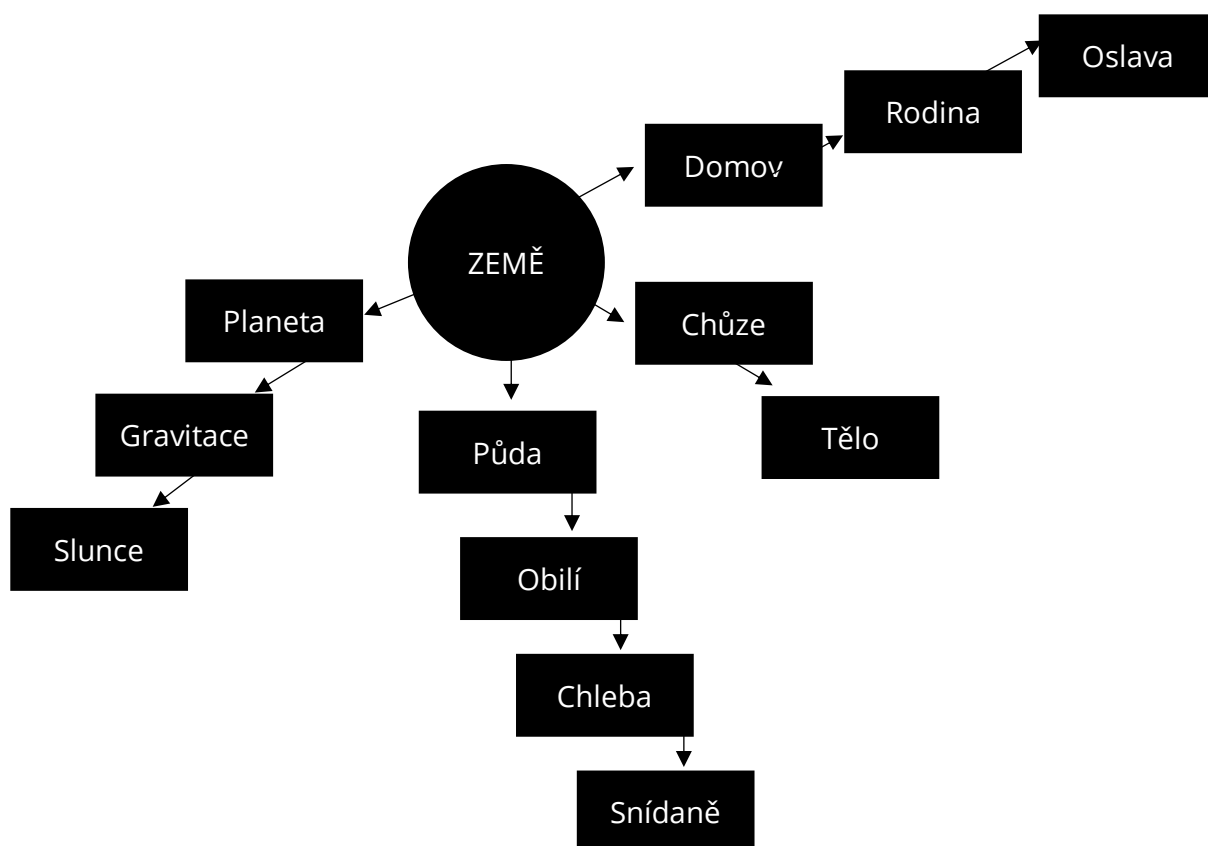 Oslava
Rodina
Domov
ZEMĚ
Planeta
Chůze
Gravitace
Tělo
Půda
Slunce
Obilí
Chleba
Snídaně